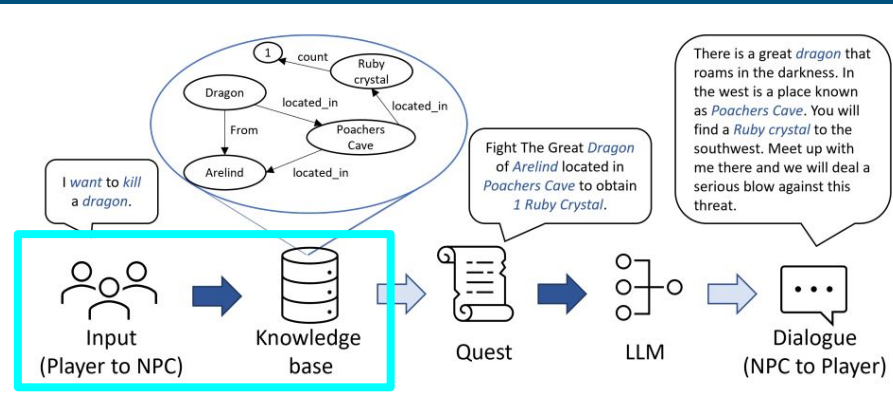 1
count
Ruby
crystal
Dragon
located_in
located_in
From
Poachers
Cave
Arelind
located_in
I want to kill
a dragon.
Fight The Great Dragon
of Arelind located in
Poachers Cave to obtain
1 Ruby Crystal.
There is a great dragon that
roams in the darkness. In
the west is a place known
as Poachers Cave. You will
find a Ruby crystal to the
southwest. Meet up with
me there and we will deal a
serious blow against this
threat.
Input
(Player to NPC)
Knowledge
base
Quest
LLM
Dialogue
(NPC to Player)